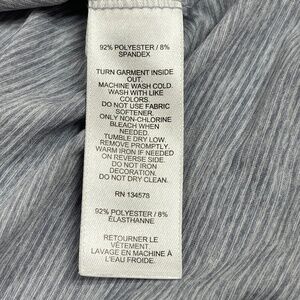 92% POLYESTER / 8%
SPANDEX
TURN GARMENT INSIDE
OUT.
MACHINE WASH COLD.
WASH WITH LIKE
COLORS.
DO NOT USE FABRIC
SOFTENER.
ONLY NON-CHLORINE
BLEACH WHEN
NEEDED.
TUMBLE DRY LOW.
REMOVE PROMPTLY.
WARM IRON IF NEEDED
ON REVERSE SIDE.
DO NOT IRON
DECORATION.
DO NOT DRY CLEAN.
RN 134578
92% POLYESTER / 8%
ÉLASTHANNE
RETOURNER LE
VÊTEMENT.
LAVAGE EN MACHINE À
L'EAU FROIDE.